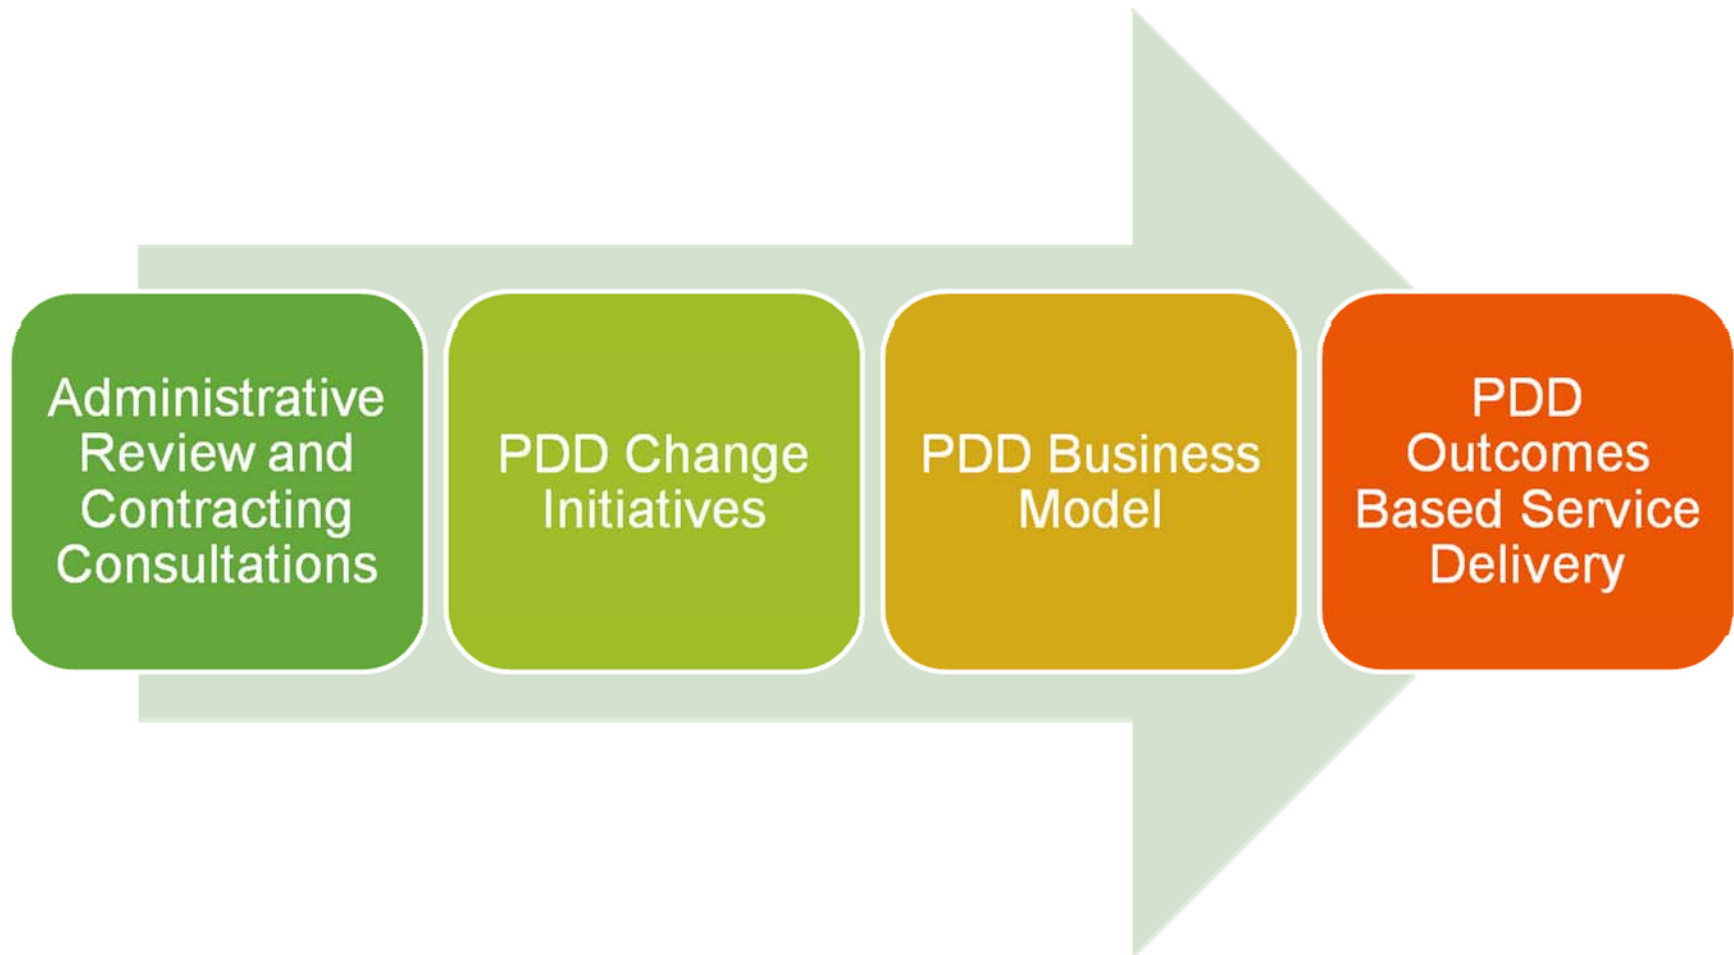 Administrative
Review and
Contracting
Consultations
PDD Change
Initiatives
PDD Business
Model
PDD
Outcomes
Based Service
Delivery